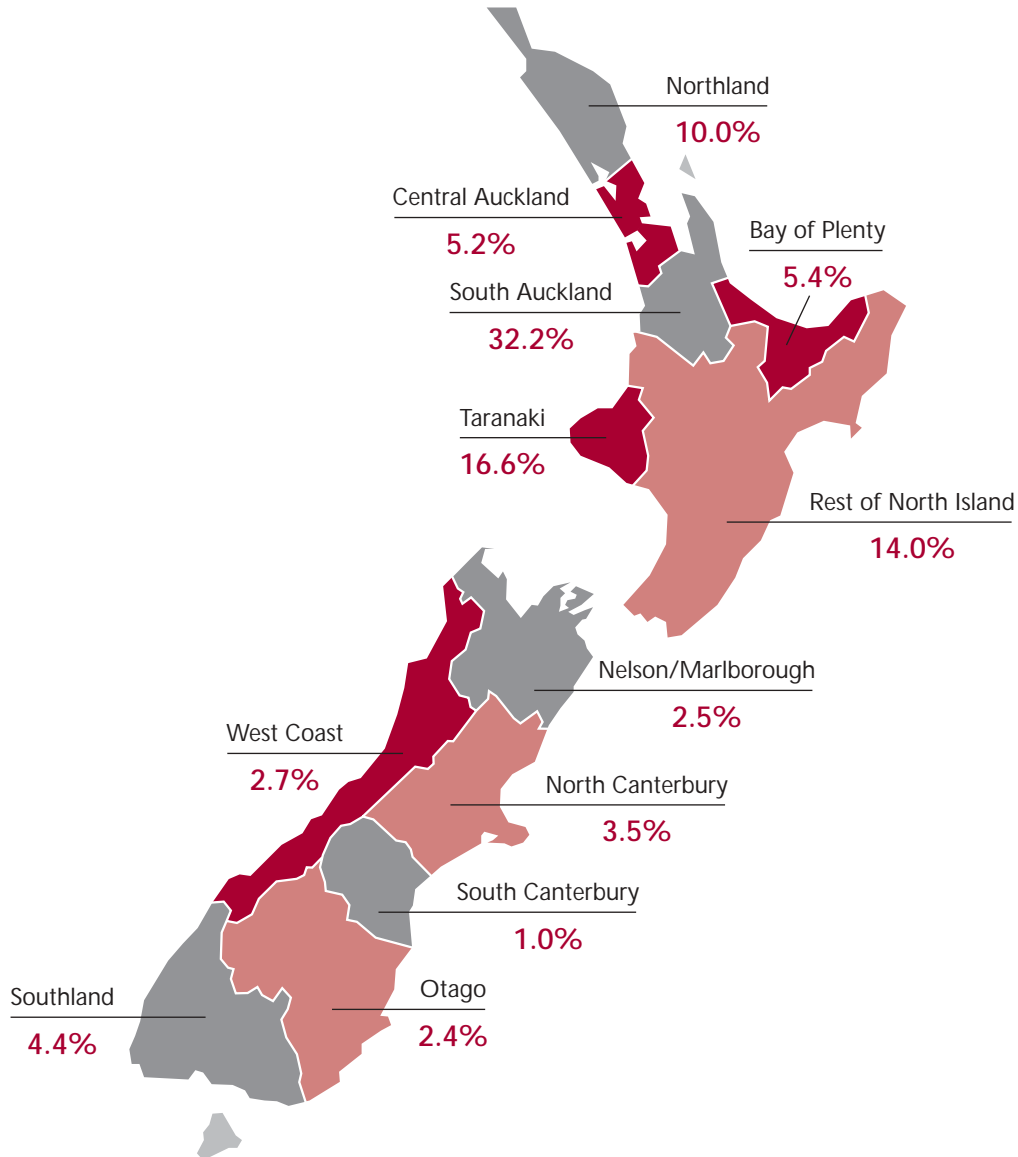 Northland
10.0%
Central Auckland
5.2%
Bay of Plenty
5.4%
South Auckland
32.2%
Taranaki
16.6%
Rest of North Island
14.0%
Nelson/Marlborough
2.5%
West Coast
2.7%
North Canterbury
3.5%
South Canterbury
1.0%
Otago
2.4%
Southland
4.4%